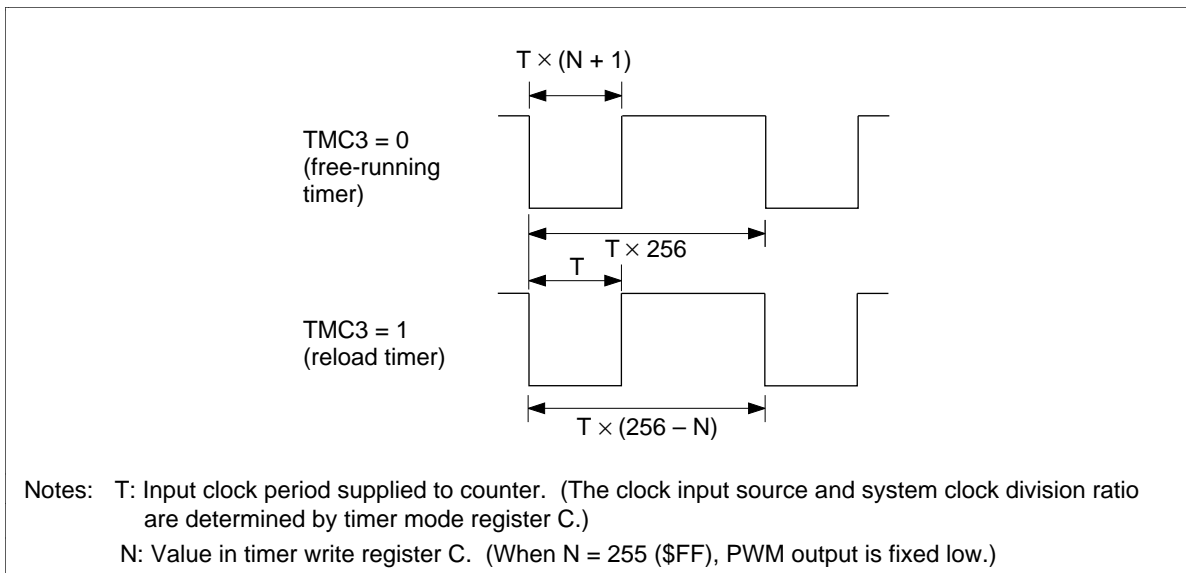 T × (N + 1)
TMC3 = 0
(free-running
timer)
T × 256
T
TMC3 = 1
(reload timer)
T × (256 – N)
Notes: T: Input clock period supplied to counter. (The clock input source and system clock division ratio
are determined by timer mode register C.)
N: Value in timer write register C. (When N = 255 ($FF), PWM output is fixed low.)